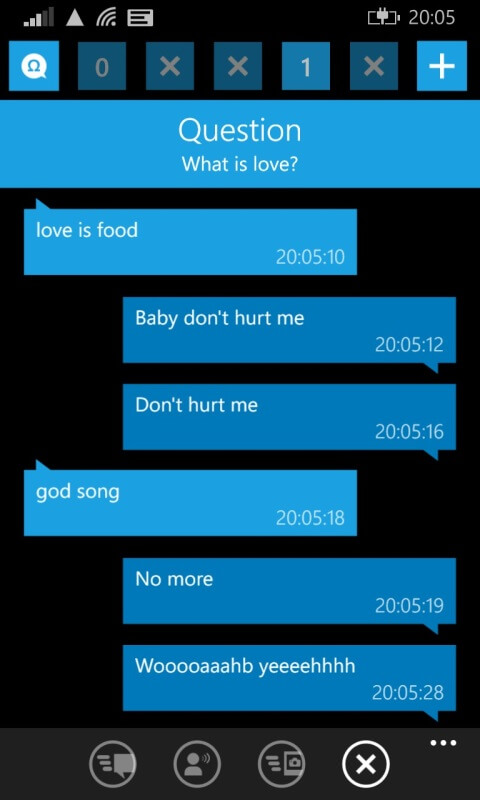 20:05
0
1
Question
What is love?
love is food
20:05:10
Baby don't hurt me
20:05:12
Don't hurt me
20:05:16
god song
20:05:18
No more
20:05:19
Wooooaaahb yeeeehhhh
20:05:28